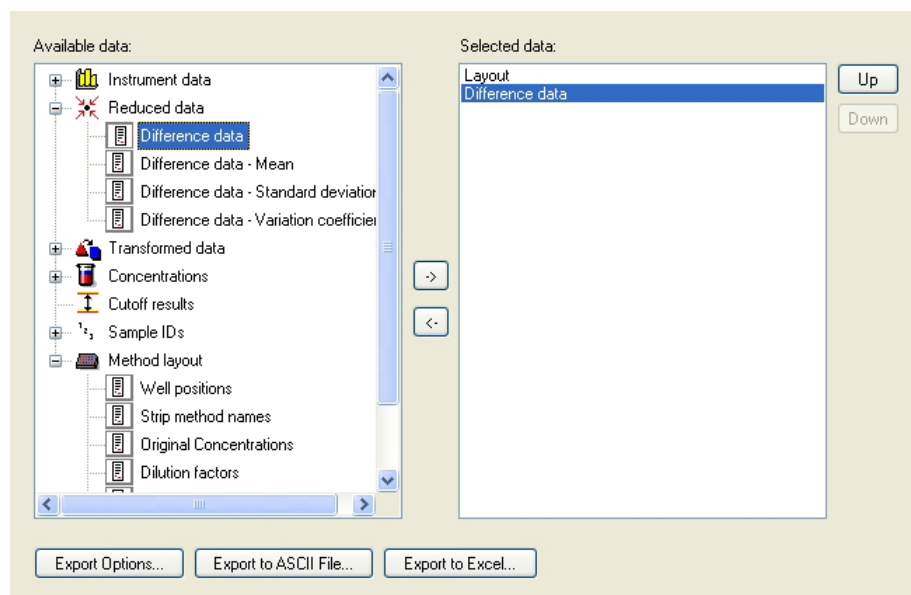 Available data:
Instrument data
Reduced data
Difference data
Difference data - Mean
Difference data - Standard deviation
Difference data - Variation coefficie
Transformed data
Concentrations
Cutoff results
Sample IDs
Method layout
Well positions
Strip method names
Original Concentrations
Dilution factors
->
<-
Selected data:
Layout
Difference data
Up
Down
Export Options...
Export to ASCII File...
Export to Excel...